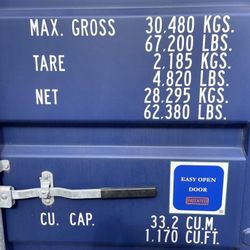 MAX. GROSS 30.480 KGS.
67.200 LBS.
TARE 2.185 KGS.
4.820 LBS.
NET 28.295 KGS.
62.380 LBS.
EASY OPEN
DOOR
PATENTED
CU. CAP. 33.2 CU.M.
1.170 CU.FT.